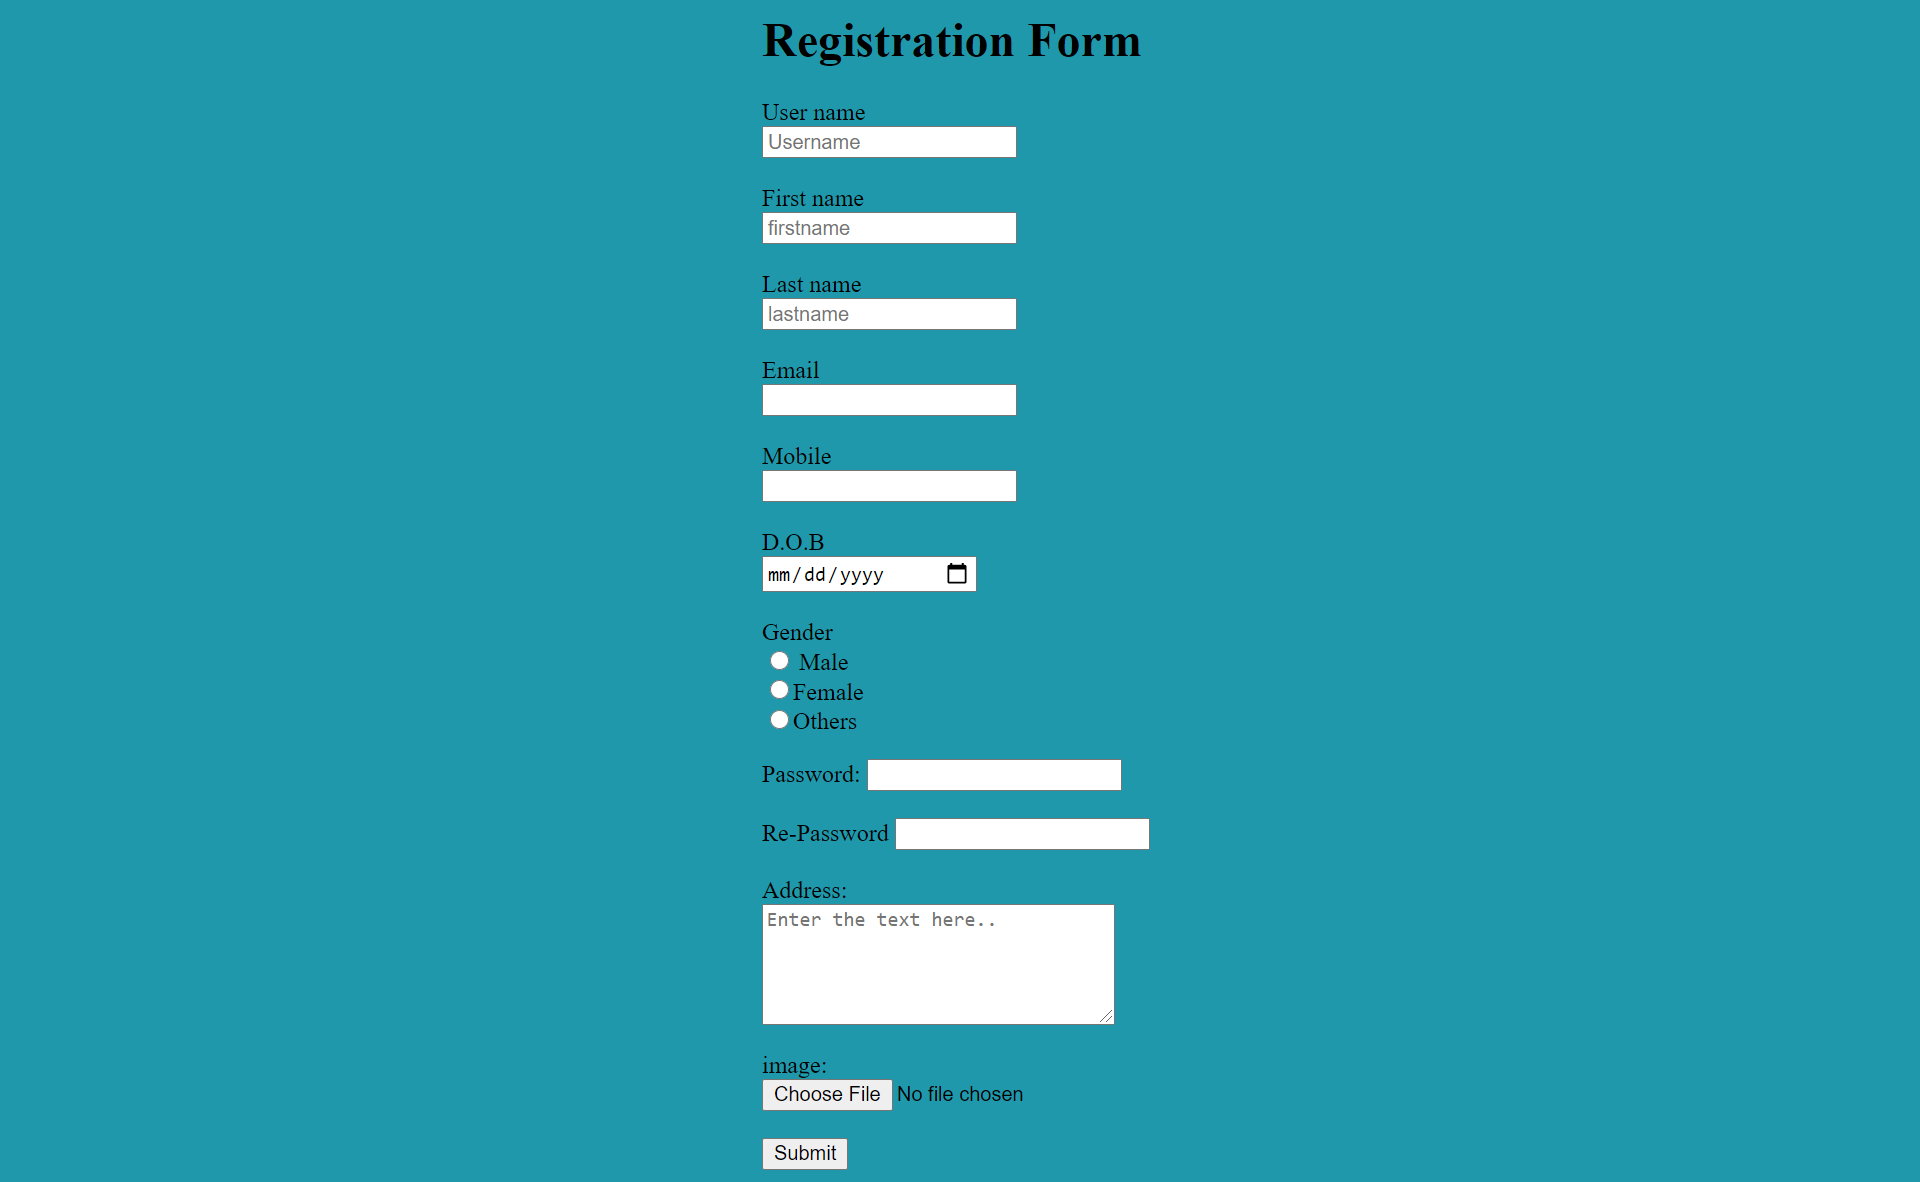 Registration Form
User name
Username
First name
firstname
Last name
lastname
Email
Mobile
D.O.B
mm/dd/yyyy
Gender
Male
Female
Others
Password:
Re-Password
Address:
Enter the text here..
image:
Choose File No file chosen
Submit